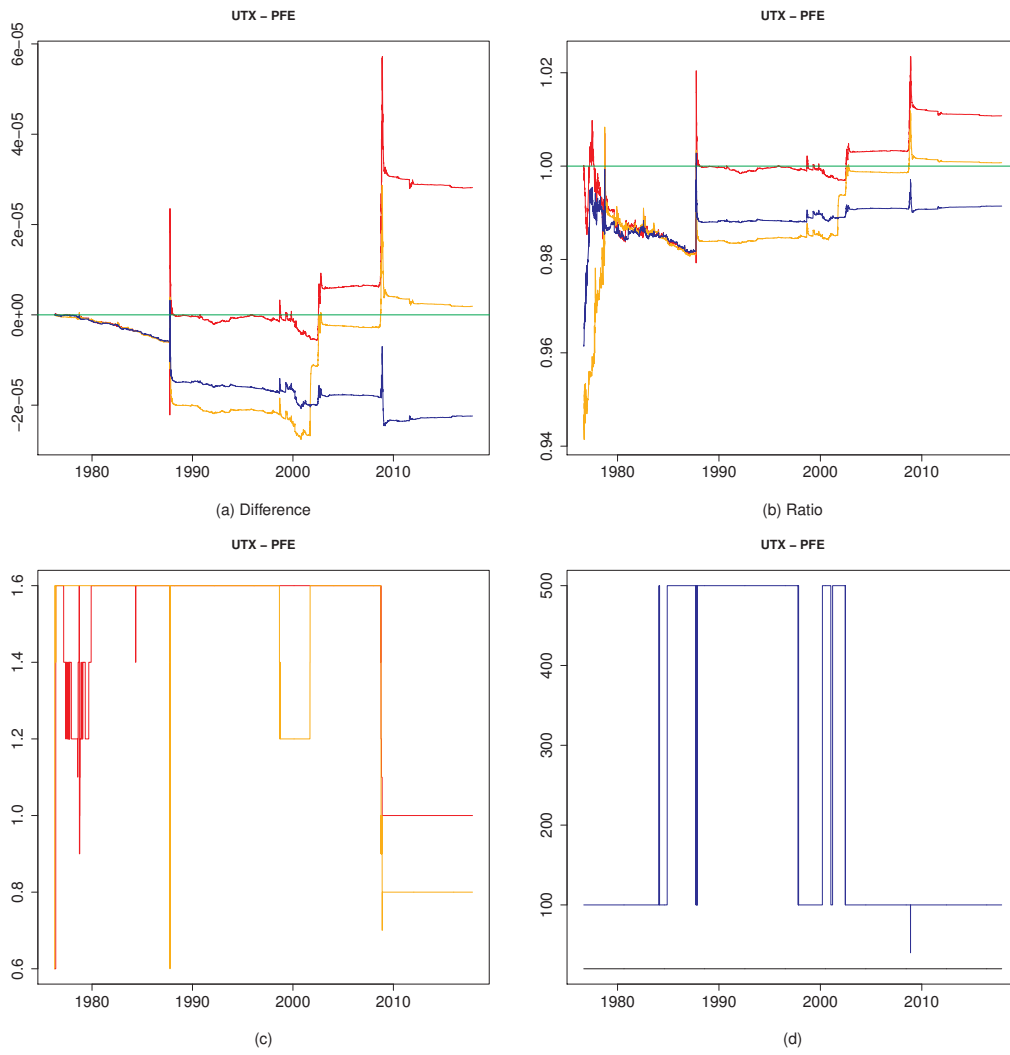 UTX − PFE
6e−05
4e−05
2e−05
0e+00
−2e−05
1980 1990 2000 2010
(a) Difference
UTX − PFE
1.02
1.00
0.98
0.96
0.94
1980 1990 2000 2010
(b) Ratio
UTX − PFE
1.6
1.4
1.2
1.0
0.8
0.6
1980 1990 2000 2010
(c)
UTX − PFE
500
400
300
200
100
1980 1990 2000 2010
(d)